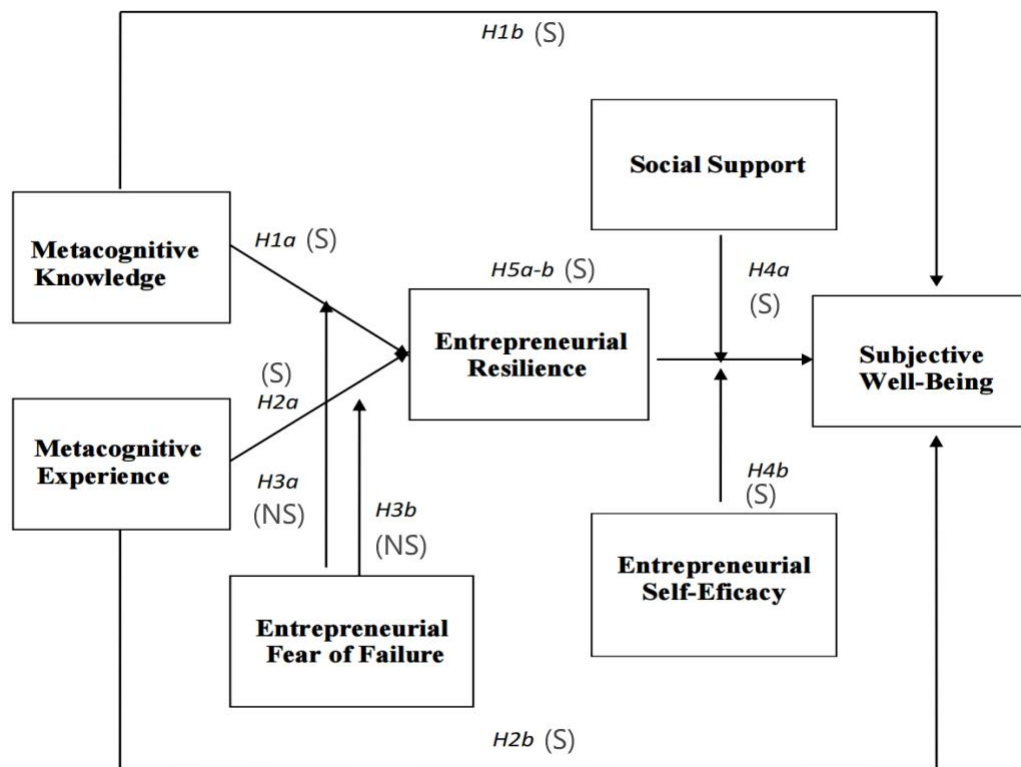 H1b (S)
Social Support
Metacognitive
Knowledge
H1a (S)
H5a-b (S)
H4a
(S)
Entrepreneurial
Resilience
Subjective
Well-Being
(S)
H2a
Metacognitive
Experience
H3a
(NS)
H3b
(NS)
H4b
(S)
Entrepreneurial
Self-Eficacy
Entrepreneurial
Fear of Failure
H2b (S)